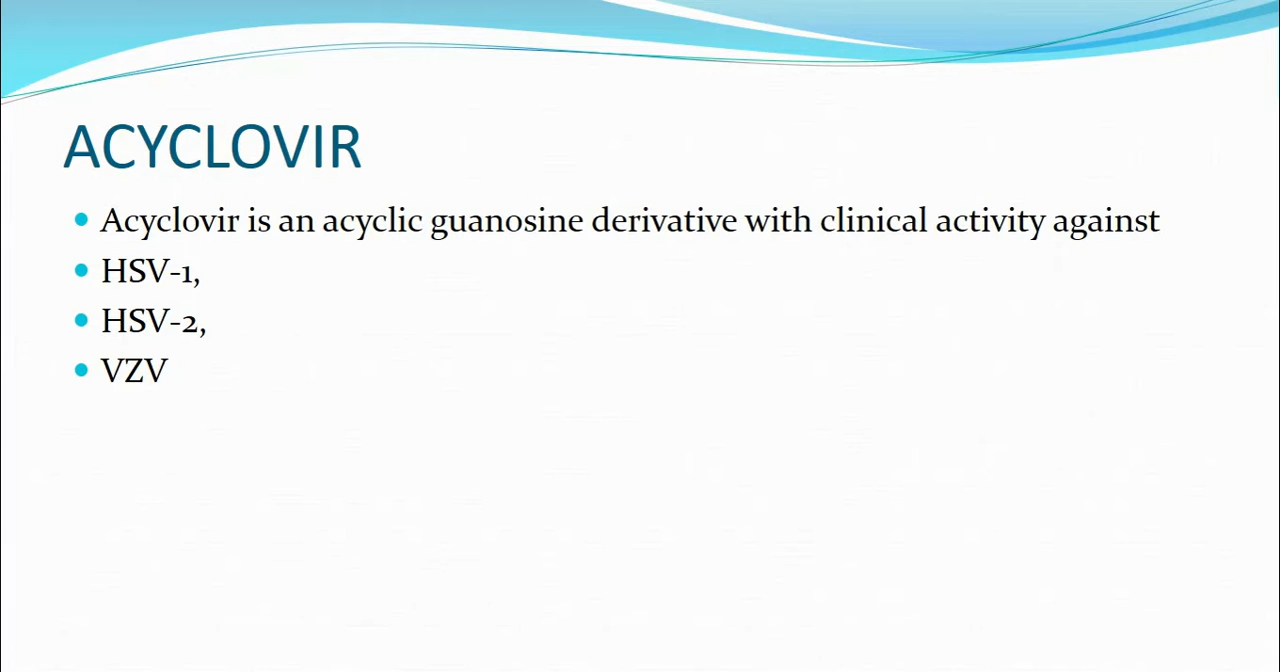 ACYCLOVIR
• Acyclovir is an acyclic guanosine derivative with clinical activity against
• HSV-1,
• HSV-2,
• VZV